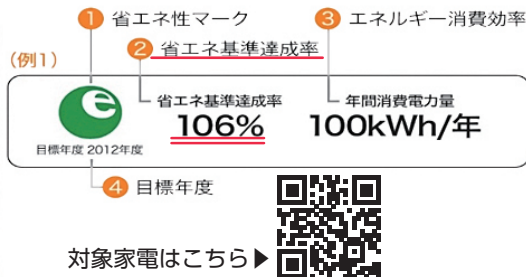 1 省エネ性マーク
3 エネルギー消費効率
2 省エネ基準達成率
(例1)
e
省エネ基準達成率
106%
年間消費電力量
100kWh/年
目標年度 2012年度
4 目標年度
対象家電はこちら▶